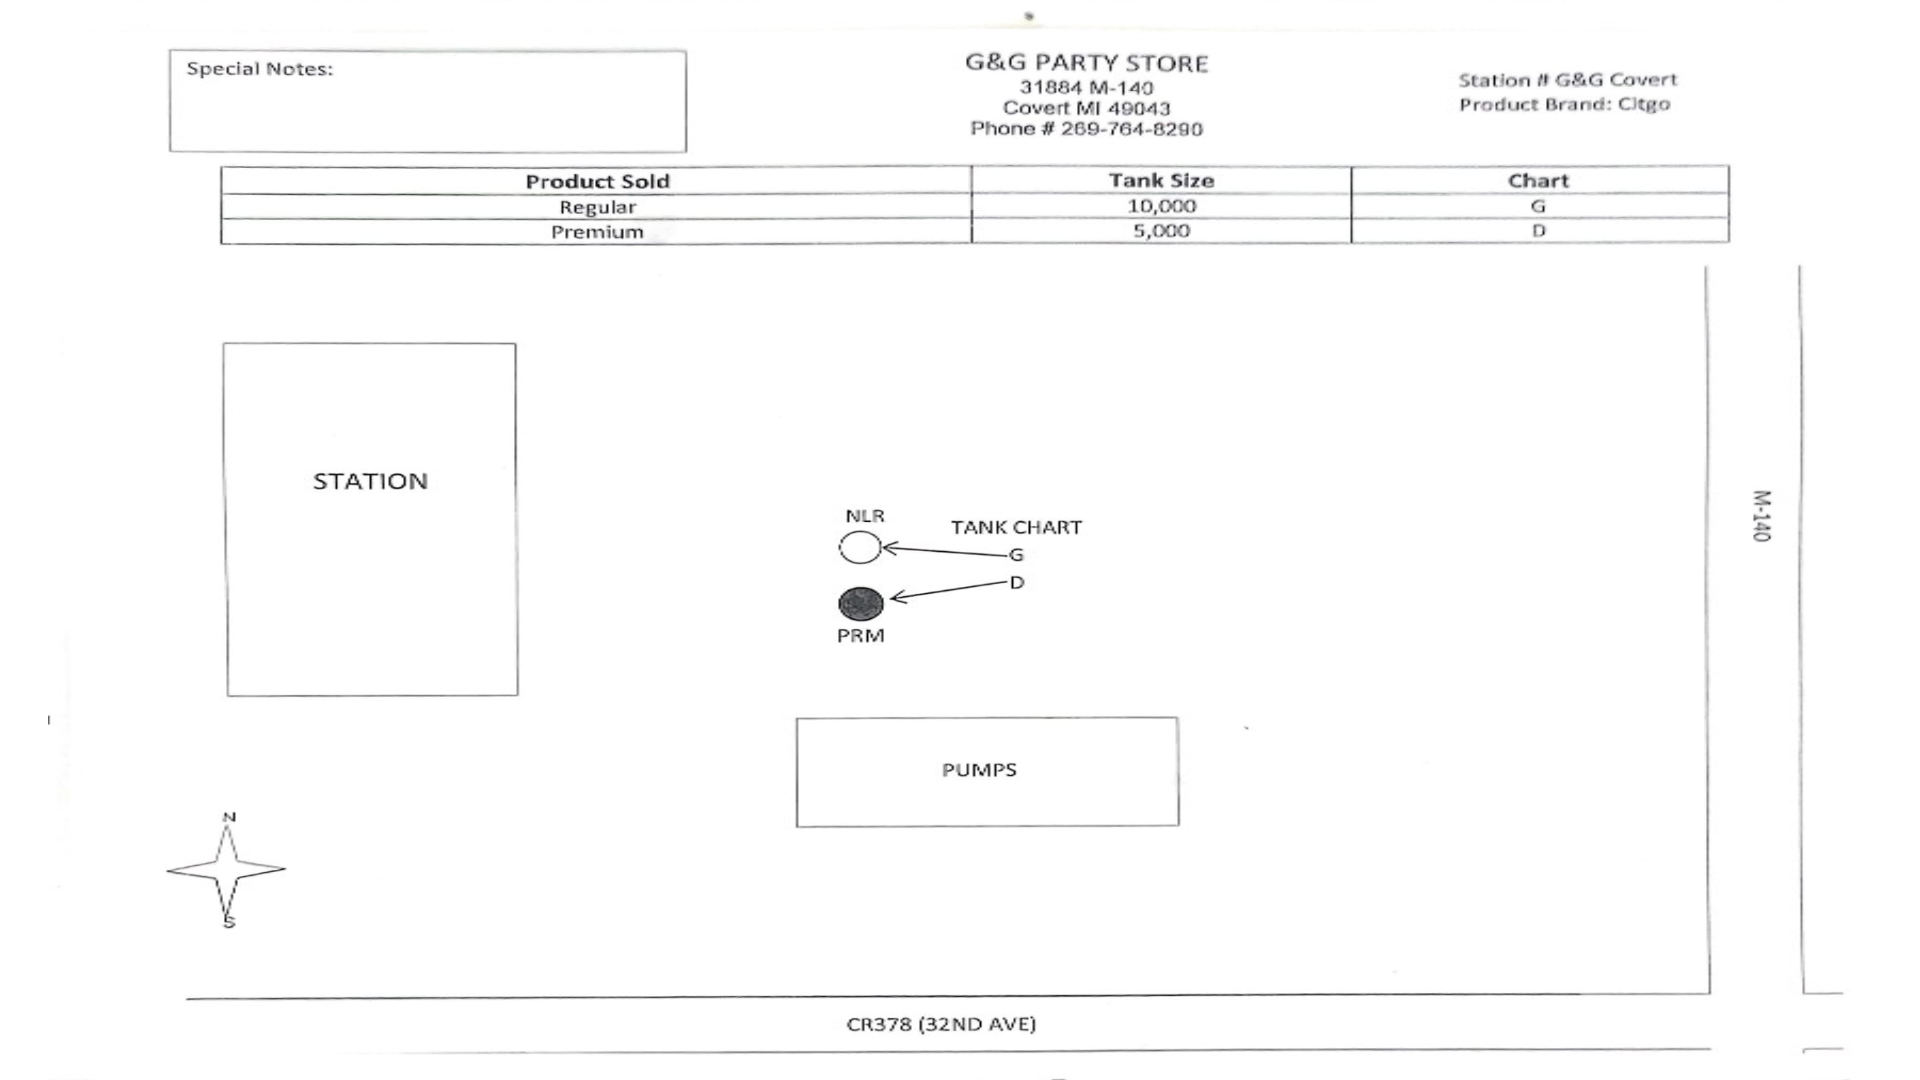 Special Notes:
G&G PARTY STORE
31884 M-140
Covert MI 49043
Phone # 269-764-8290
Station # G&G Covert
Product Brand: Citgo
Product Sold Tank Size Chart
Regular 10,000 G
Premium 5,000 D
STATION
NLR
TANK CHART
G
D
PRM
M-140
PUMPS
N
S
CR378 (32ND AVE)